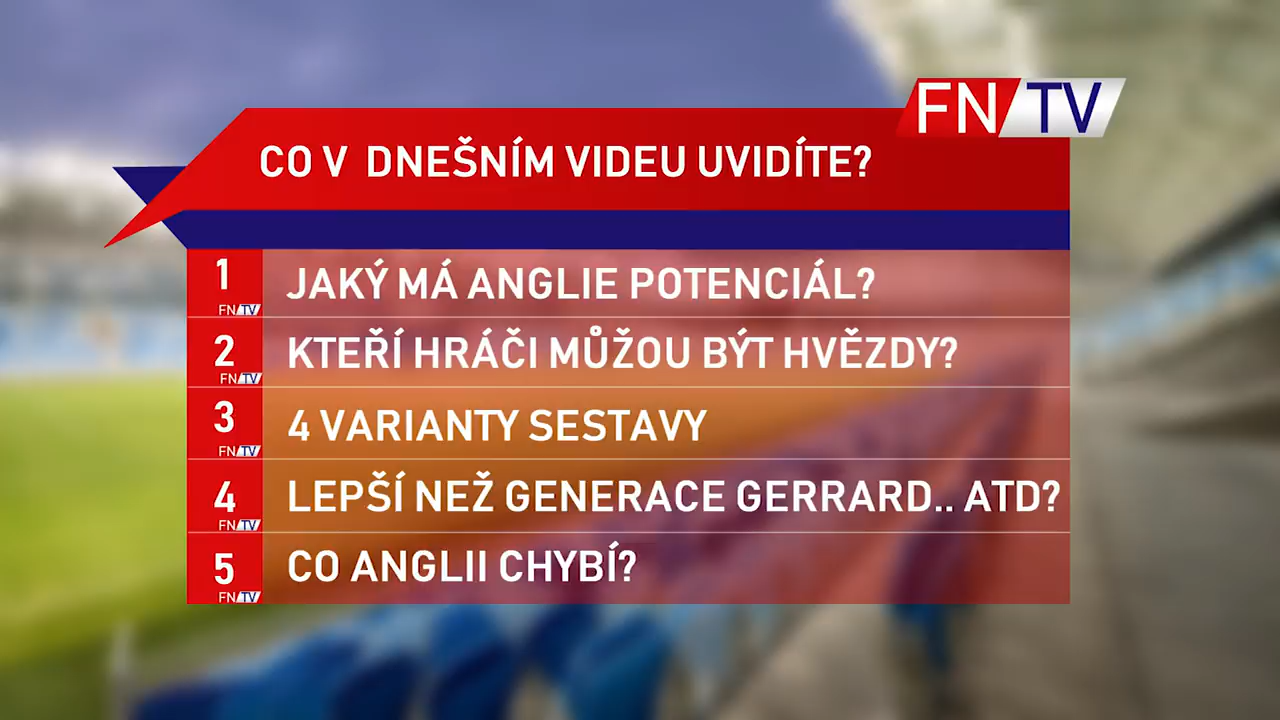 FN TV
CO V DNEŠNÍM VIDEU UVIDÍTE?
1 JAKÝ MÁ ANGLIE POTENCIÁL?
FN TV
2 KTEŘÍ HRÁČI MŮŽOU BÝT HVĚZDY?
FN TV
3 4 VARIANTY SESTAVY
FN TV
4 LEPŠÍ NEŽ GENERACE GERRARD.. ATD?
FN TV
5 CO ANGLII CHYBÍ?
FN TV